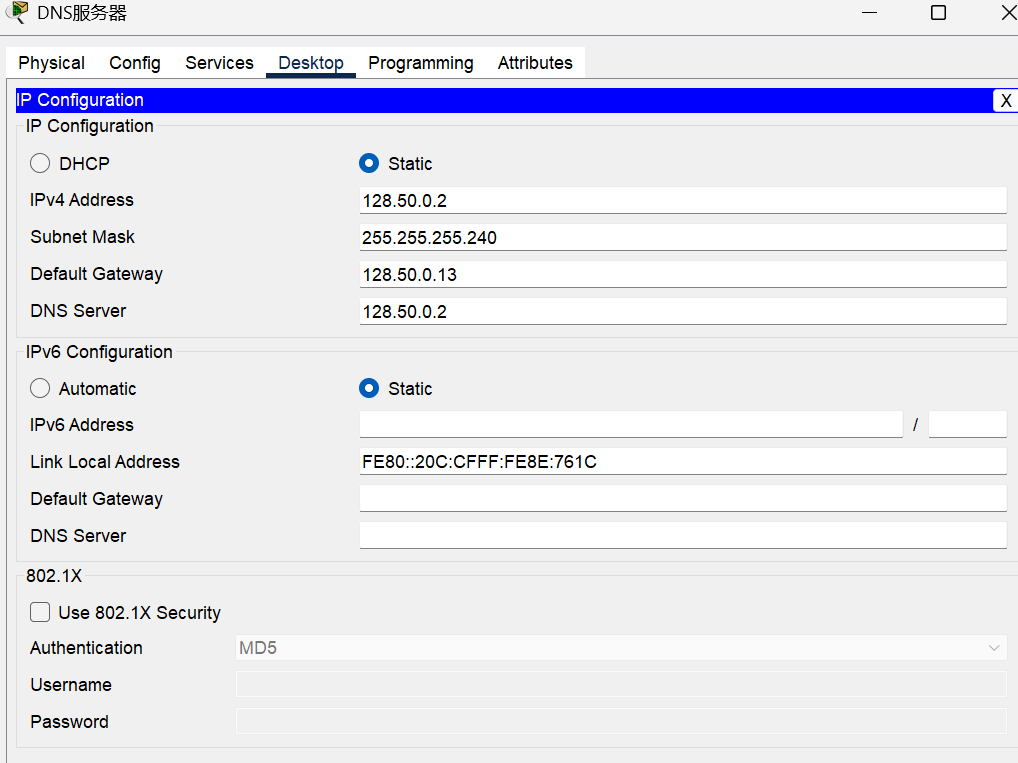 DNS服务器
Physical Config Services Desktop Programming Attributes
IP Configuration X
IP Configuration
DHCP Static
IPv4 Address 128.50.0.2
Subnet Mask 255.255.255.240
Default Gateway 128.50.0.13
DNS Server 128.50.0.2
IPv6 Configuration
Automatic Static
IPv6 Address /
Link Local Address FE80::20C:CFFF:FE8E:761C
Default Gateway
DNS Server
802.1X
Use 802.1X Security
Authentication MD5
Username
Password